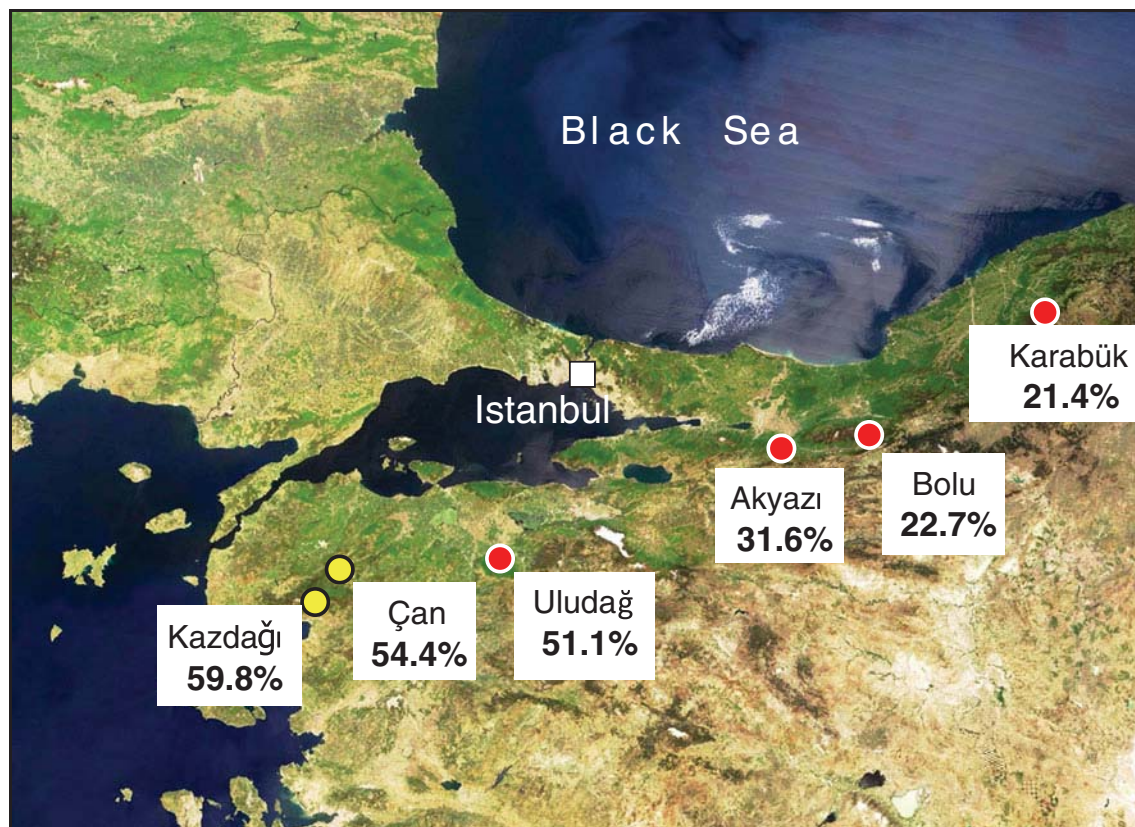 Black Sea
Istanbul
Karabük
21.4%
Bolu
22.7%
Akyazı
31.6%
Uludağ
51.1%
Çan
54.4%
Kazdağı
59.8%